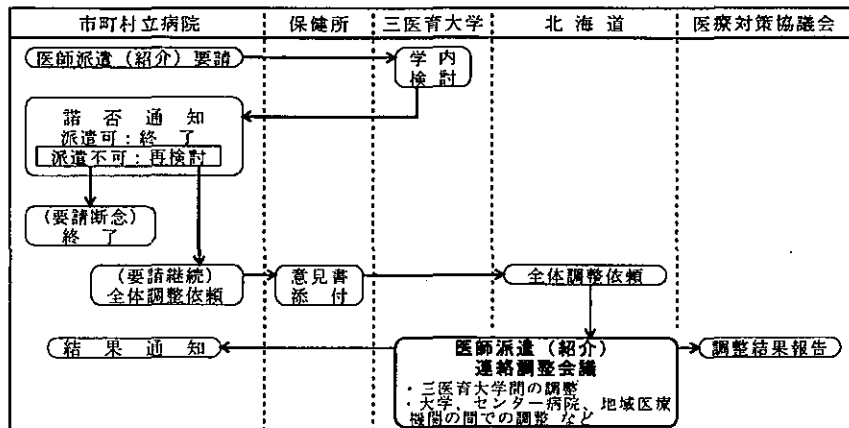 市町村立病院 保健所 三医育大学 北海道 医療対策協議会
医師派遣（紹介）要請
学内
検討
諾否通知
派遣可：終了
派遣不可：再検討
（要請断念）
終了
（要請継続）
全体調整依頼
意見書
添付
全体調整依頼
結果通知
医師派遣（紹介）
連絡調整会議
・三医育大学間の調整
・大学、センター病院、地域医療
機関の間での調整 など
調整結果報告